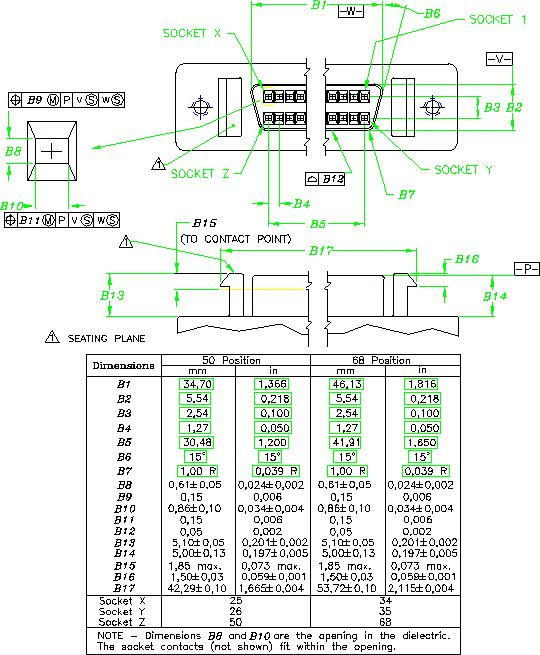 B1
-W-
B6
SOCKET X
SOCKET 1
-V-
⌖ B9 Ⓜ P V Ⓢ W Ⓢ
B3 B2
B8
1
SOCKET Z
SOCKET Y
⌓ B12
B7
B10
B4
⌖ B11 Ⓜ P V Ⓢ W Ⓢ
B15
B5
(TO CONTACT POINT)
1
B17
B16
-P-
B13
B14
1 SEATING PLANE
Dimensions 50 Position 68 Position
mm in mm in
B1 34,70 1,366 46,13 1,816
B2 5,54 0,218 5,54 0,218
B3 2,54 0,100 2,54 0,100
B4 1,27 0,050 1,27 0,050
B5 30,48 1,200 41,91 1,650
B6 15° 15° 15° 15°
B7 1,00 R 0,039 R 1,00 R 0,039 R
B8 0,61±0,05 0,024±0,002 0,61±0,05 0,024±0,002
B9 0,15 0,006 0,15 0,006
B10 0,86±0,10 0,034±0,004 0,86±0,10 0,034±0,004
B11 0,15 0,006 0,15 0,006
B12 0,05 0,002 0,05 0,002
B13 5,10±0,05 0,201±0,002 5,10±0,05 0,201±0,002
B14 5,00±0,13 0,197±0,005 5,00±0,13 0,197±0,005
B15 1,85 max. 0,073 max. 1,85 max. 0,073 max.
B16 1,50±0,03 0,059±0,001 1,50±0,03 0,059±0,001
B17 42,29±0,10 1,665±0,004 53,72±0,10 2,115±0,004
Socket X 25 34
Socket Y 26 35
Socket Z 50 68
NOTE – Dimensions B8 and B10 are the opening in the dielectric.
The socket contacts (not shown) fit within the opening.